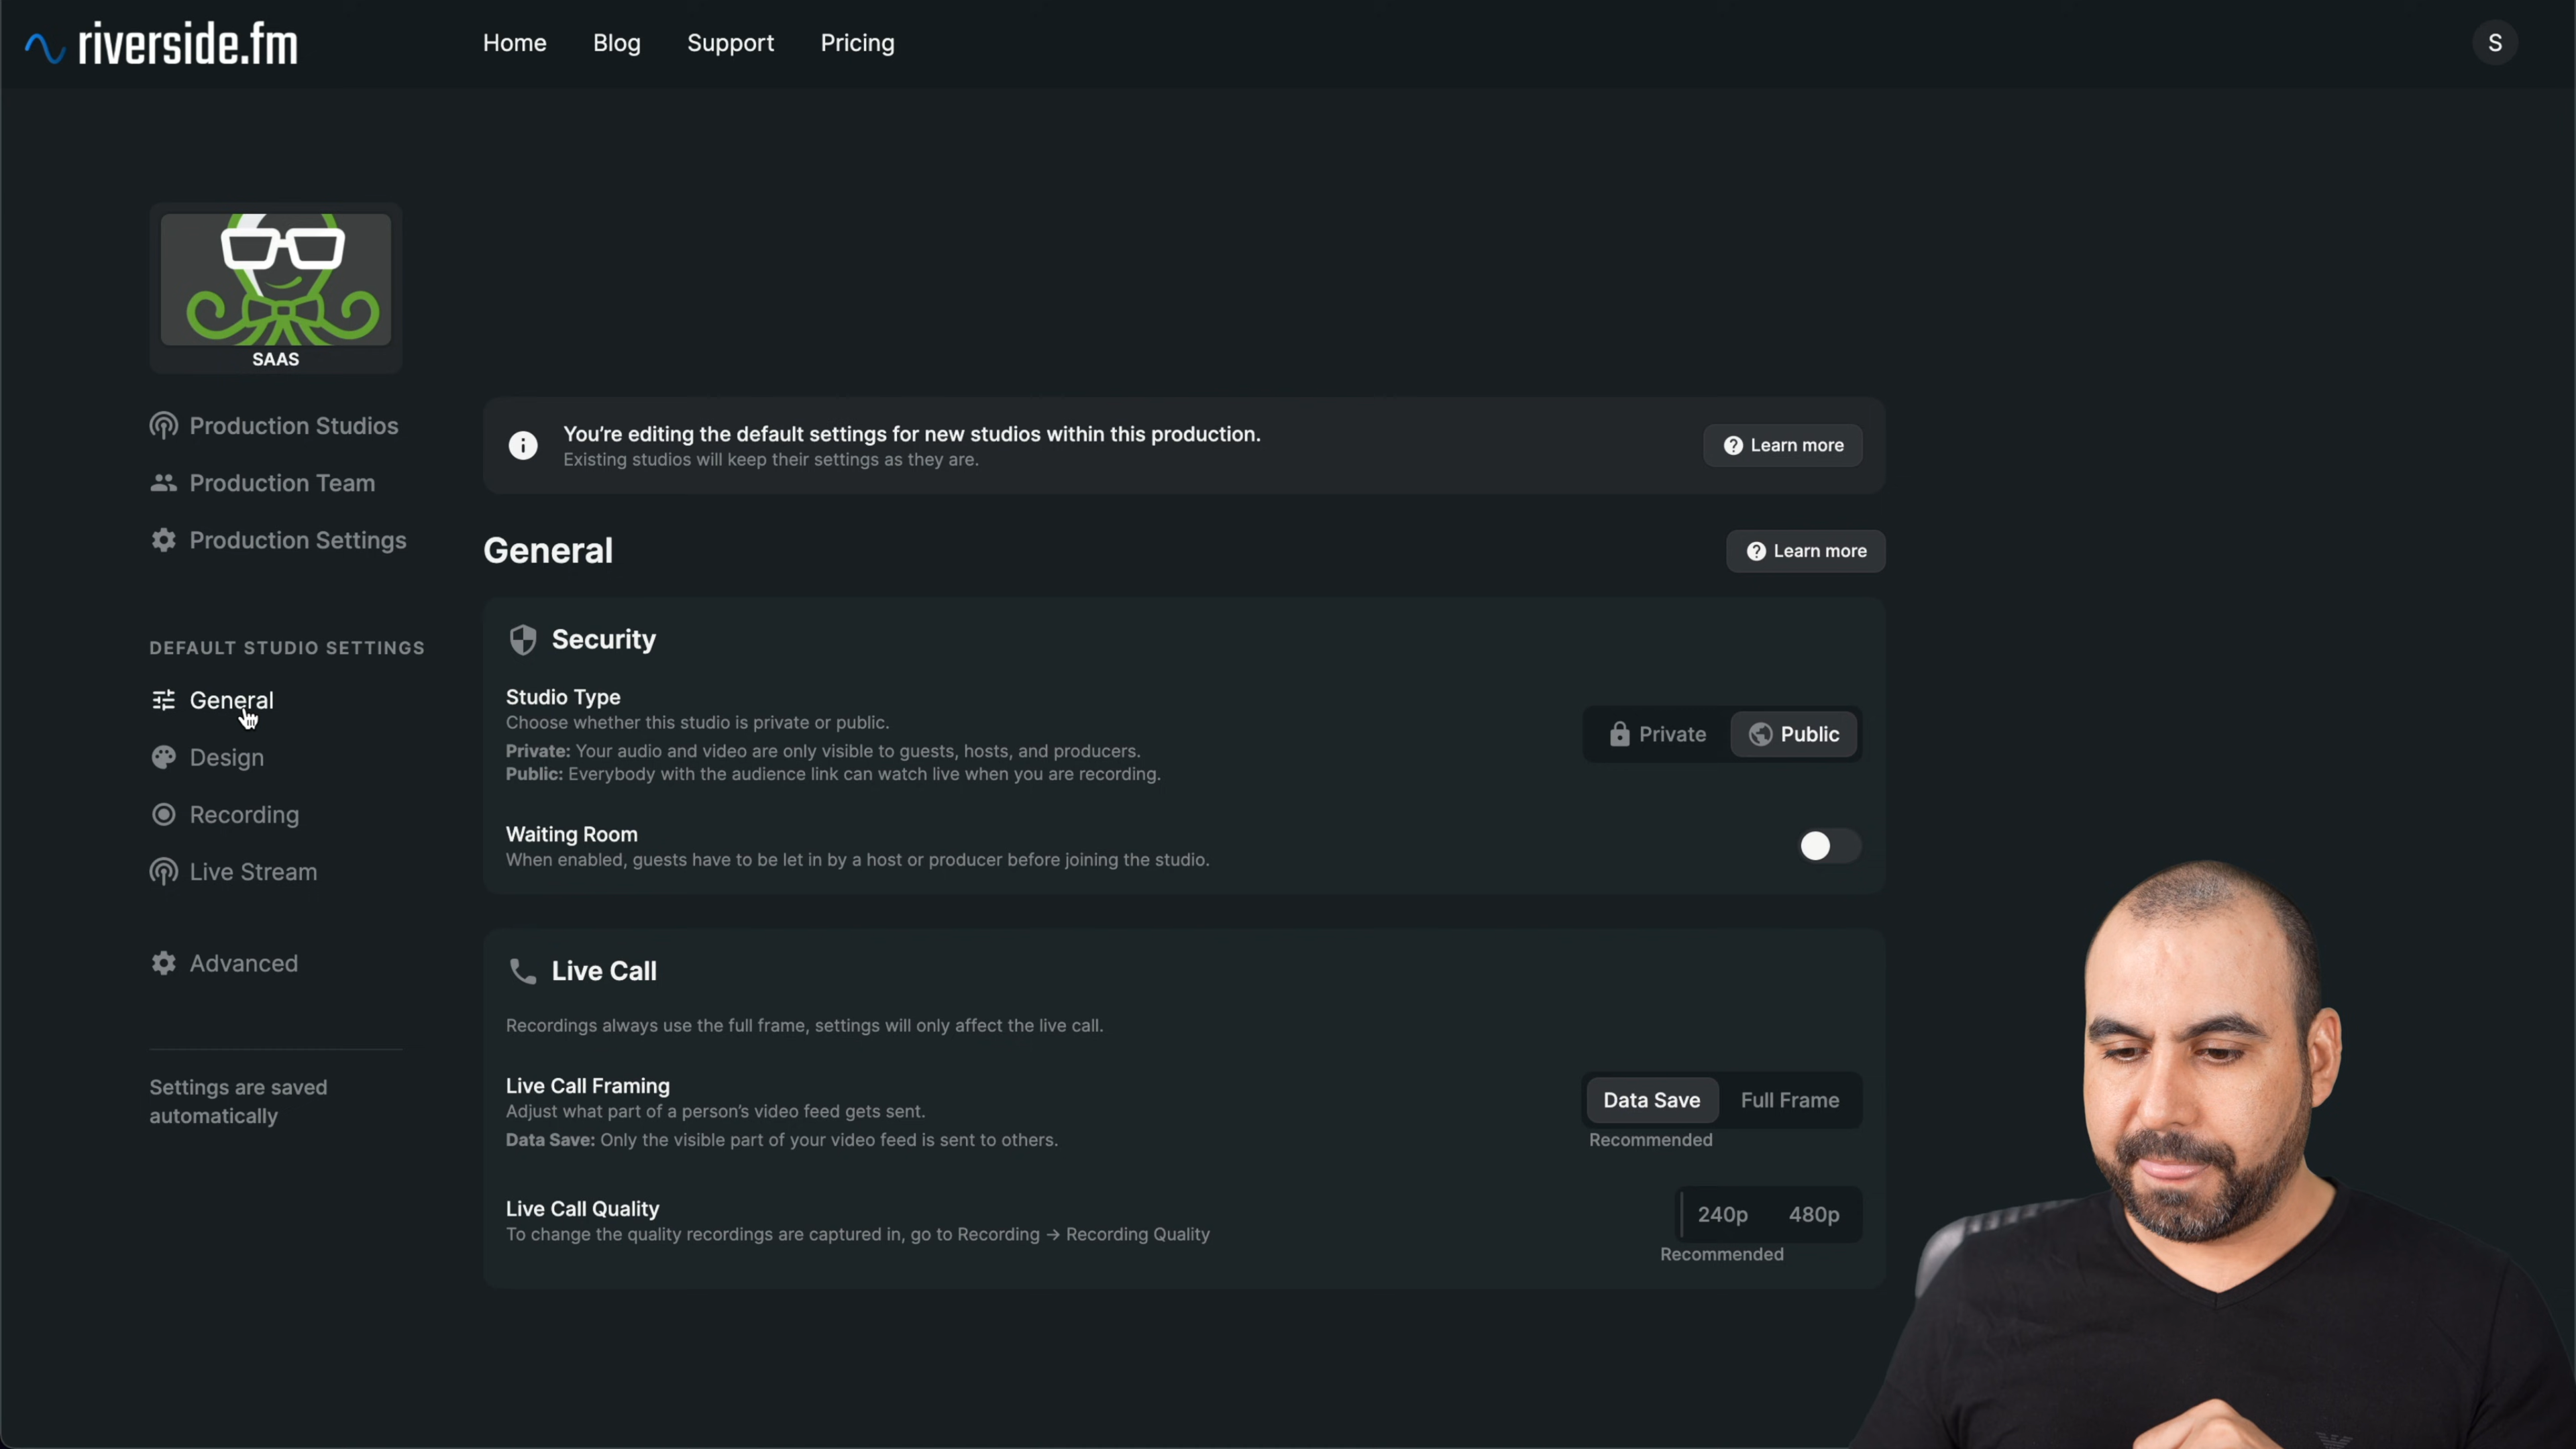 riverside.fm
Home
Blog
Support
Pricing
S
SAAS
Production Studios
Production Team
Production Settings
DEFAULT STUDIO SETTINGS
General
Design
Recording
Live Stream
Advanced
Settings are saved
automatically
You're editing the default settings for new studios within this production.
Existing studios will keep their settings as they are.
Learn more
General
Learn more
Security
Studio Type
Choose whether this studio is private or public.
Private: Your audio and video are only visible to guests, hosts, and producers.
Public: Everybody with the audience link can watch live when you are recording.
Private
Public
Waiting Room
When enabled, guests have to be let in by a host or producer before joining the studio.
Live Call
Recordings always use the full frame, settings will only affect the live call.
Live Call Framing
Adjust what part of a person's video feed gets sent.
Data Save: Only the visible part of your video feed is sent to others.
Data Save
Full Frame
Recommended
Live Call Quality
To change the quality recordings are captured in, go to Recording → Recording Quality
240p
480p
Recommended